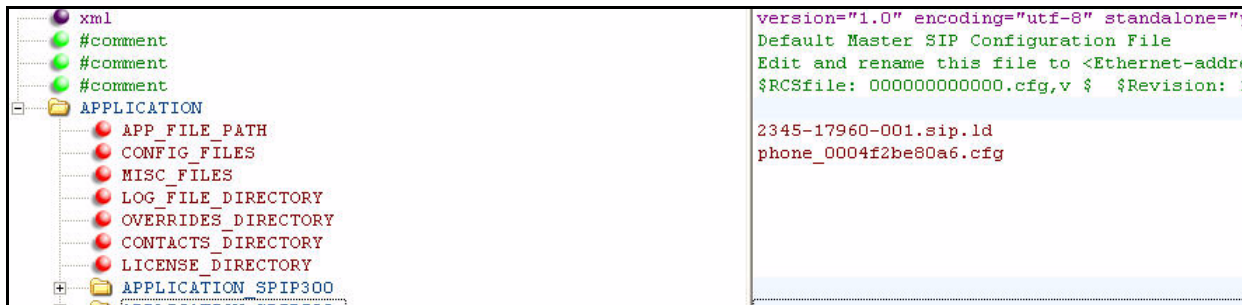 xml version="1.0" encoding="utf-8" standalone="
#comment Default Master SIP Configuration File
#comment Edit and rename this file to <Ethernet-addre
#comment $RCSfile: 000000000000.cfg,v $ $Revision:
APPLICATION
APP_FILE_PATH 2345-17960-001.sip.ld
CONFIG_FILES phone_0004f2be80a6.cfg
MISC_FILES
LOG_FILE_DIRECTORY
OVERRIDES_DIRECTORY
CONTACTS_DIRECTORY
LICENSE_DIRECTORY
APPLICATION_SPIP300